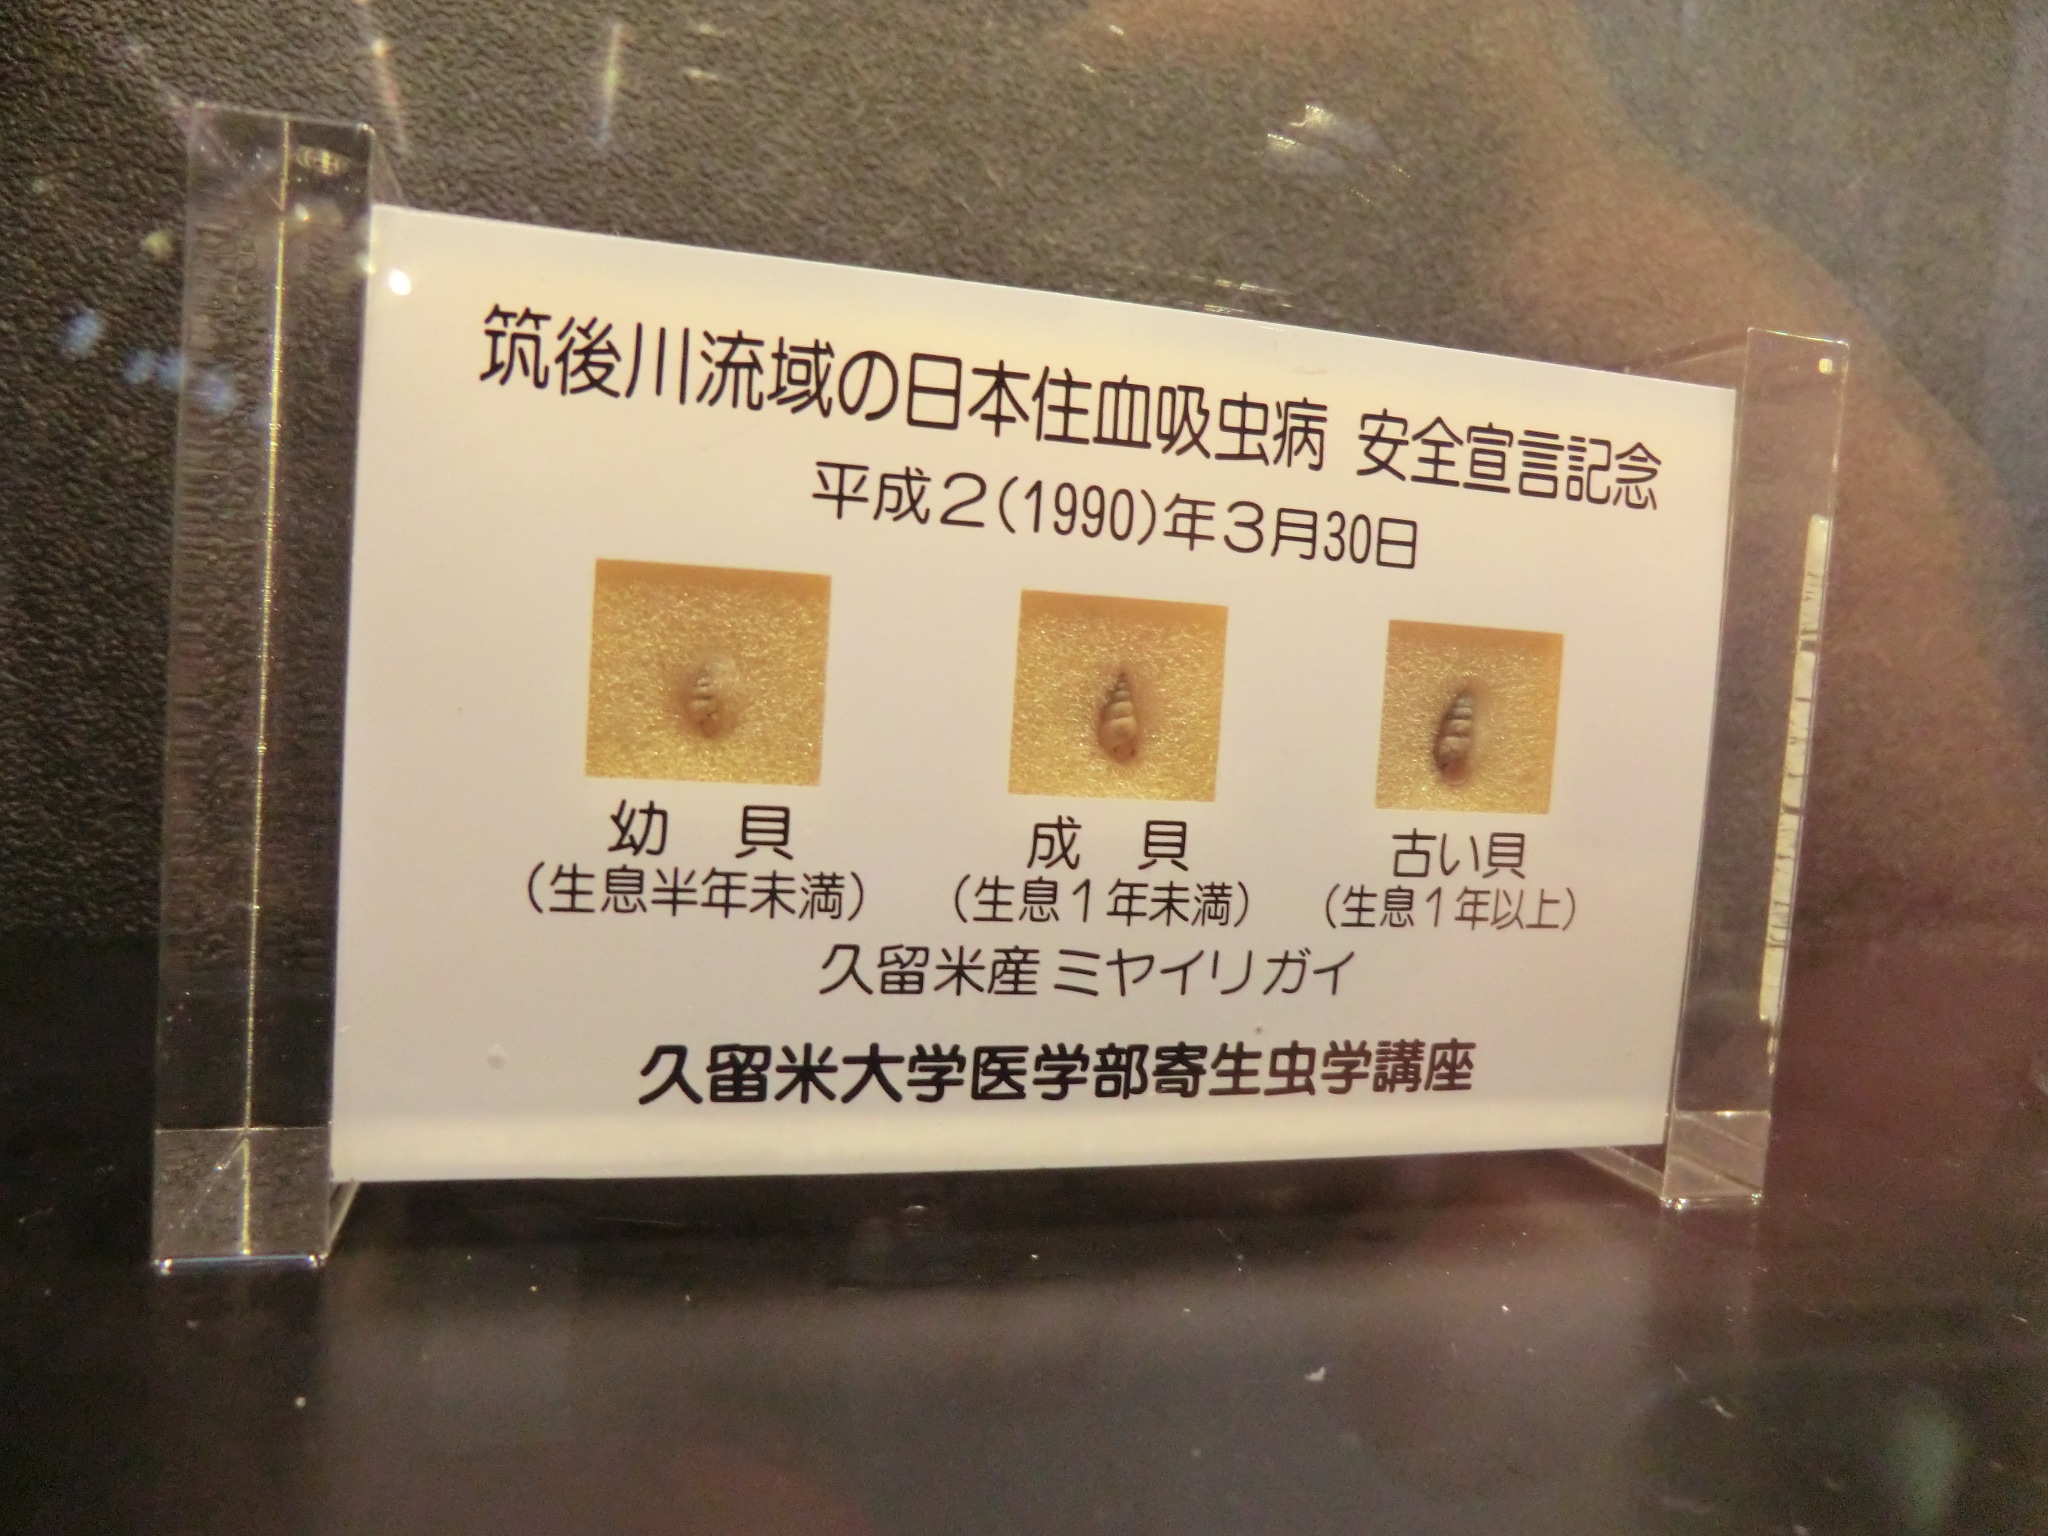 筑後川流域の日本住血吸虫病 安全宣言記念
平成２(1990)年３月30日
幼　貝　成　貝　古い貝
(生息半年未満)　(生息１年未満)　(生息１年以上)
久留米産 ミヤイリガイ
久留米大学医学部寄生虫学講座